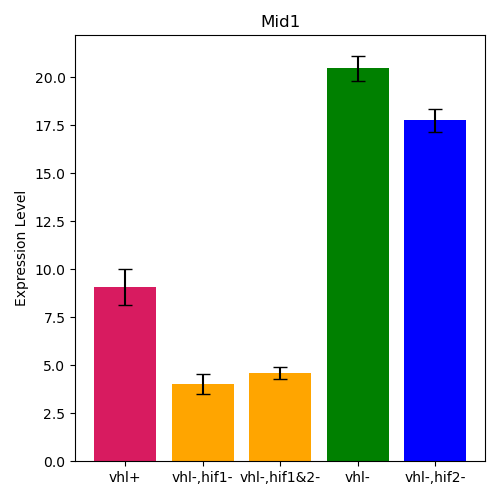 Mid1
Expression Level
20.0
17.5
15.0
12.5
10.0
7.5
5.0
2.5
0.0
vhl+
vhl-,hif1-
vhl-,hif1&2-
vhl-
vhl-,hif2-